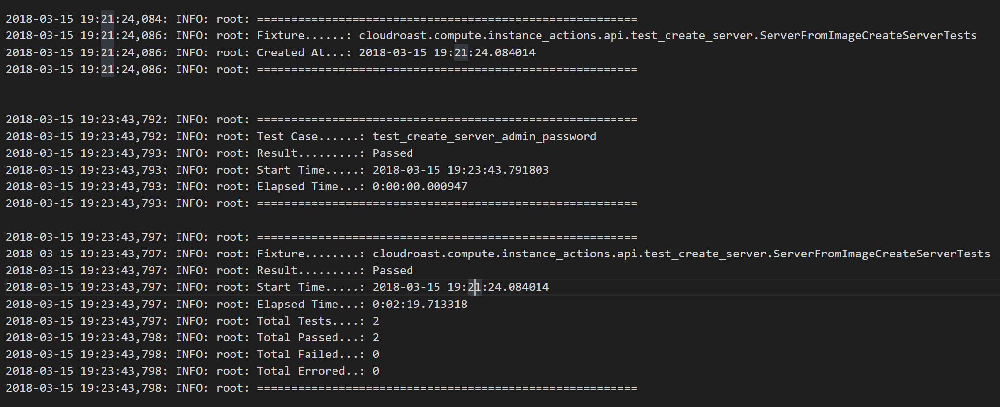 2018-03-15 19:21:24,084: INFO: root: ========================================================
2018-03-15 19:21:24,086: INFO: root: Fixture......: cloudroast.compute.instance_actions.api.test_create_server.ServerFromImageCreateServerTests
2018-03-15 19:21:24,086: INFO: root: Created At...: 2018-03-15 19:21:24.084014
2018-03-15 19:21:24,086: INFO: root: ========================================================
2018-03-15 19:23:43,792: INFO: root: ========================================================
2018-03-15 19:23:43,792: INFO: root: Test Case......: test_create_server_admin_password
2018-03-15 19:23:43,793: INFO: root: Result.........: Passed
2018-03-15 19:23:43,793: INFO: root: Start Time.....: 2018-03-15 19:23:43.791803
2018-03-15 19:23:43,793: INFO: root: Elapsed Time...: 0:00:00.000947
2018-03-15 19:23:43,793: INFO: root: ========================================================
2018-03-15 19:23:43,797: INFO: root: ========================================================
2018-03-15 19:23:43,797: INFO: root: Fixture........: cloudroast.compute.instance_actions.api.test_create_server.ServerFromImageCreateServerTests
2018-03-15 19:23:43,797: INFO: root: Result.........: Passed
2018-03-15 19:23:43,797: INFO: root: Start Time.....: 2018-03-15 19:21:24.084014
2018-03-15 19:23:43,797: INFO: root: Elapsed Time...: 0:02:19.713318
2018-03-15 19:23:43,797: INFO: root: Total Tests....: 2
2018-03-15 19:23:43,798: INFO: root: Total Passed...: 2
2018-03-15 19:23:43,798: INFO: root: Total Failed...: 0
2018-03-15 19:23:43,798: INFO: root: Total Errored..: 0
2018-03-15 19:23:43,798: INFO: root: ========================================================